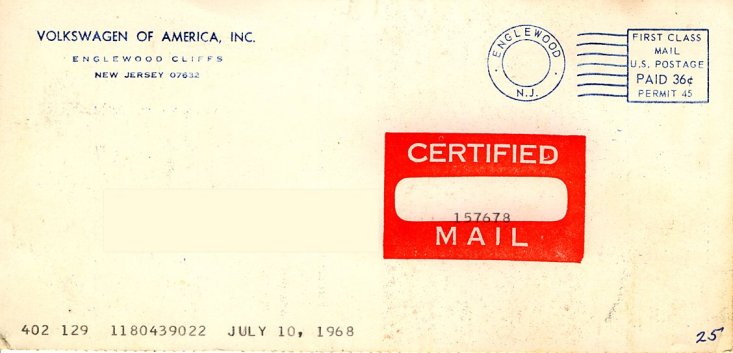 VOLKSWAGEN OF AMERICA, INC.
ENGLEWOOD CLIFFS
NEW JERSEY 07632
ENGLEWOOD
N.J.
FIRST CLASS
MAIL
U.S. POSTAGE
PAID 36¢
PERMIT 45
CERTIFIED
157678
MAIL
402 129 1180439022 JULY 10, 1968
25